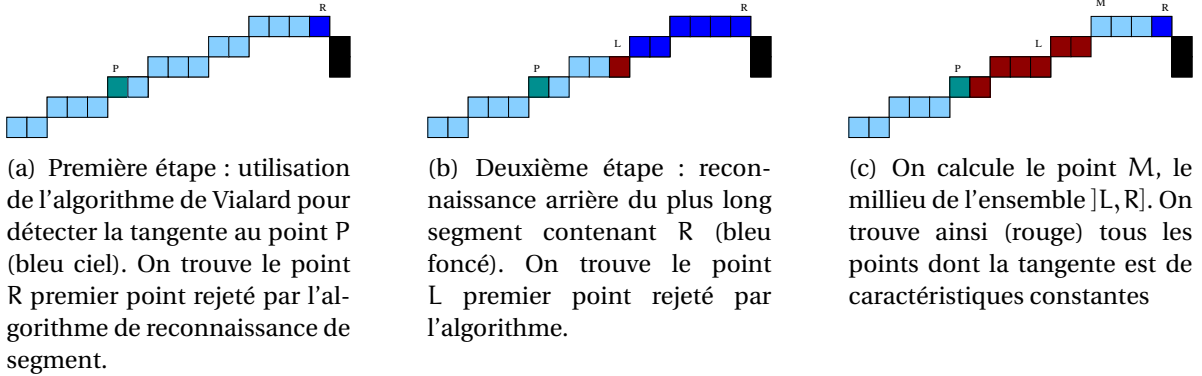 R
P
R
L
P
M
R
L
P
(a) Première étape : utilisation
de l'algorithme de Vialard pour
détecter la tangente au point P
(bleu ciel). On trouve le point
R premier point rejeté par l'al-
gorithme de reconnaissance de
segment.
(b) Deuxième étape : recon-
naissance arrière du plus long
segment contenant R (bleu
foncé). On trouve le point
L premier point rejeté par
l'algorithme.
(c) On calcule le point M, le
milieu de l'ensemble ]L,R]. On
trouve ainsi (rouge) tous les
points dont la tangente est de
caractéristiques constantes